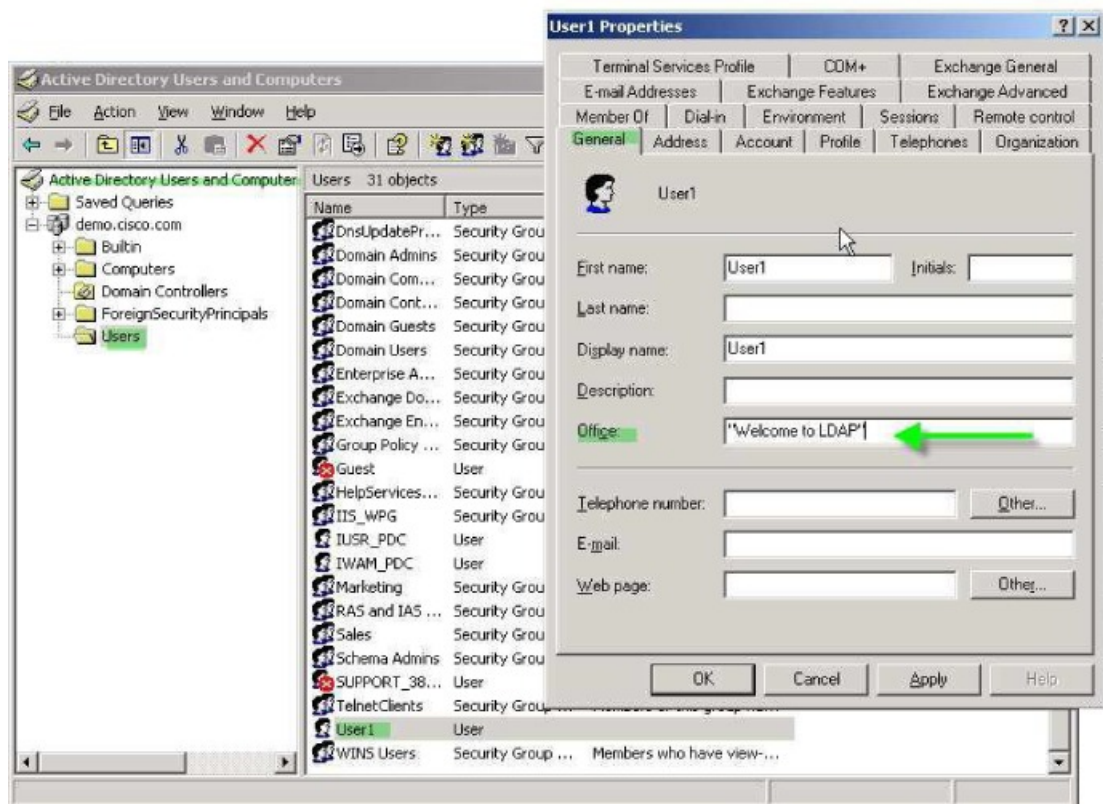 User1 Properties
Terminal Services Profile COM+ Exchange General
E-mail Addresses Exchange Features Exchange Advanced
Member Of Dial-in Environment Sessions Remote control
General Address Account Profile Telephones Organization
User1
First name: User1 Initials:
Last name:
Display name: User1
Description:
Office: "Welcome to LDAP"
Telephone number: Other...
E-mail:
Web page: Other...
OK Cancel Apply Help
Active Directory Users and Computers
File Action View Window Help
Active Directory Users and Computer
Saved Queries
demo.cisco.com
Builtin
Computers
Domain Controllers
ForeignSecurityPrincipals
Users
Users 31 objects
Name Type
DnsUpdatePr... Security Grou
Domain Admins Security Grou
Domain Com... Security Grou
Domain Cont... Security Grou
Domain Guests Security Grou
Domain Users Security Grou
Enterprise A... Security Grou
Exchange Do... Security Grou
Exchange En... Security Grou
Group Policy ... Security Grou
Guest User
HelpServices... Security Grou
IIS_WPG Security Grou
IUSR_PDC User
IWAM_PDC User
Marketing Security Grou
RAS and IAS ... Security Grou
Sales Security Grou
Schema Admins Security Grou
SUPPORT_38... User
TelnetClients Security Group ...
User1 User
WINS Users Security Group ... Members who have view-...